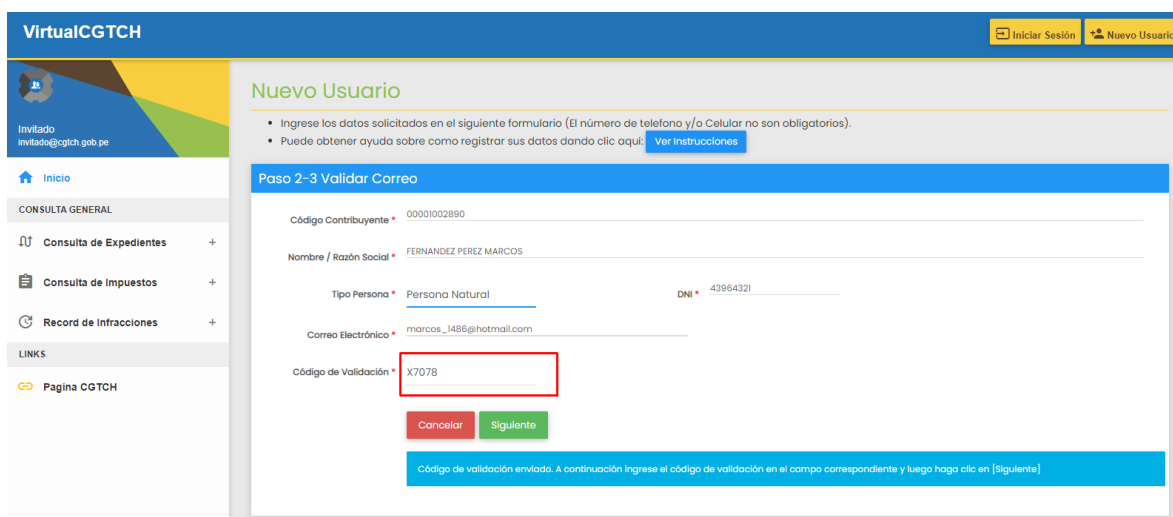 VirtualCGTCH
Iniciar Sesión
Nuevo Usuario
Invitado
invitado@cgtch.gob.pe
Inicio
CONSULTA GENERAL
Consulta de Expedientes +
Consulta de Impuestos +
Record de Infracciones +
LINKS
Pagina CGTCH
Nuevo Usuario
• Ingrese los datos solicitados en el siguiente formulario (El número de telefono y/o Celular no son obligatorios).
• Puede obtener ayuda sobre como registrar sus datos dando clic aqui: Ver Instrucciones
Paso 2-3 Validar Correo
Código Contribuyente * 00001002890
Nombre / Razón Social * FERNANDEZ PEREZ MARCOS
Tipo Persona * Persona Natural DNI * 43964321
Correo Electrónico * marcos_1486@hotmail.com
Código de Validación * X7078
Cancelar Siguiente
Código de validación enviado. A continuación ingrese el código de validación en el campo correspondiente y luego haga clic en [Siguiente]